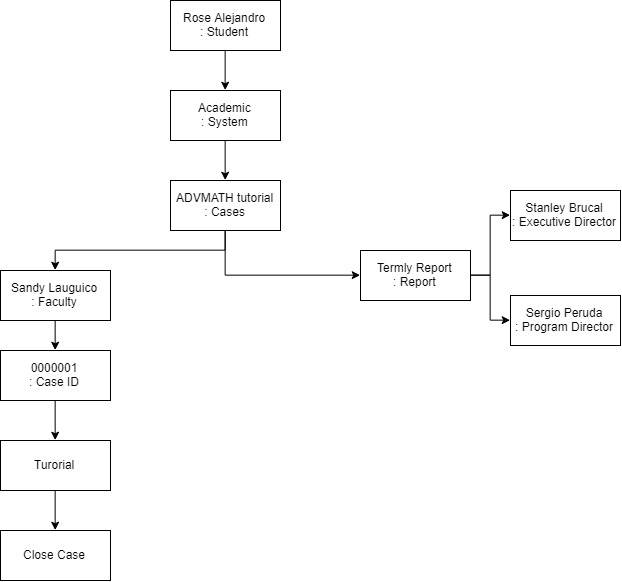 Rose Alejandro
: Student
Academic
: System
ADVMATH tutorial
: Cases
Stanley Brucal
: Executive Director
Termly Report
: Report
Sandy Lauguico
: Faculty
Sergio Peruda
: Program Director
0000001
: Case ID
Turorial
Close Case